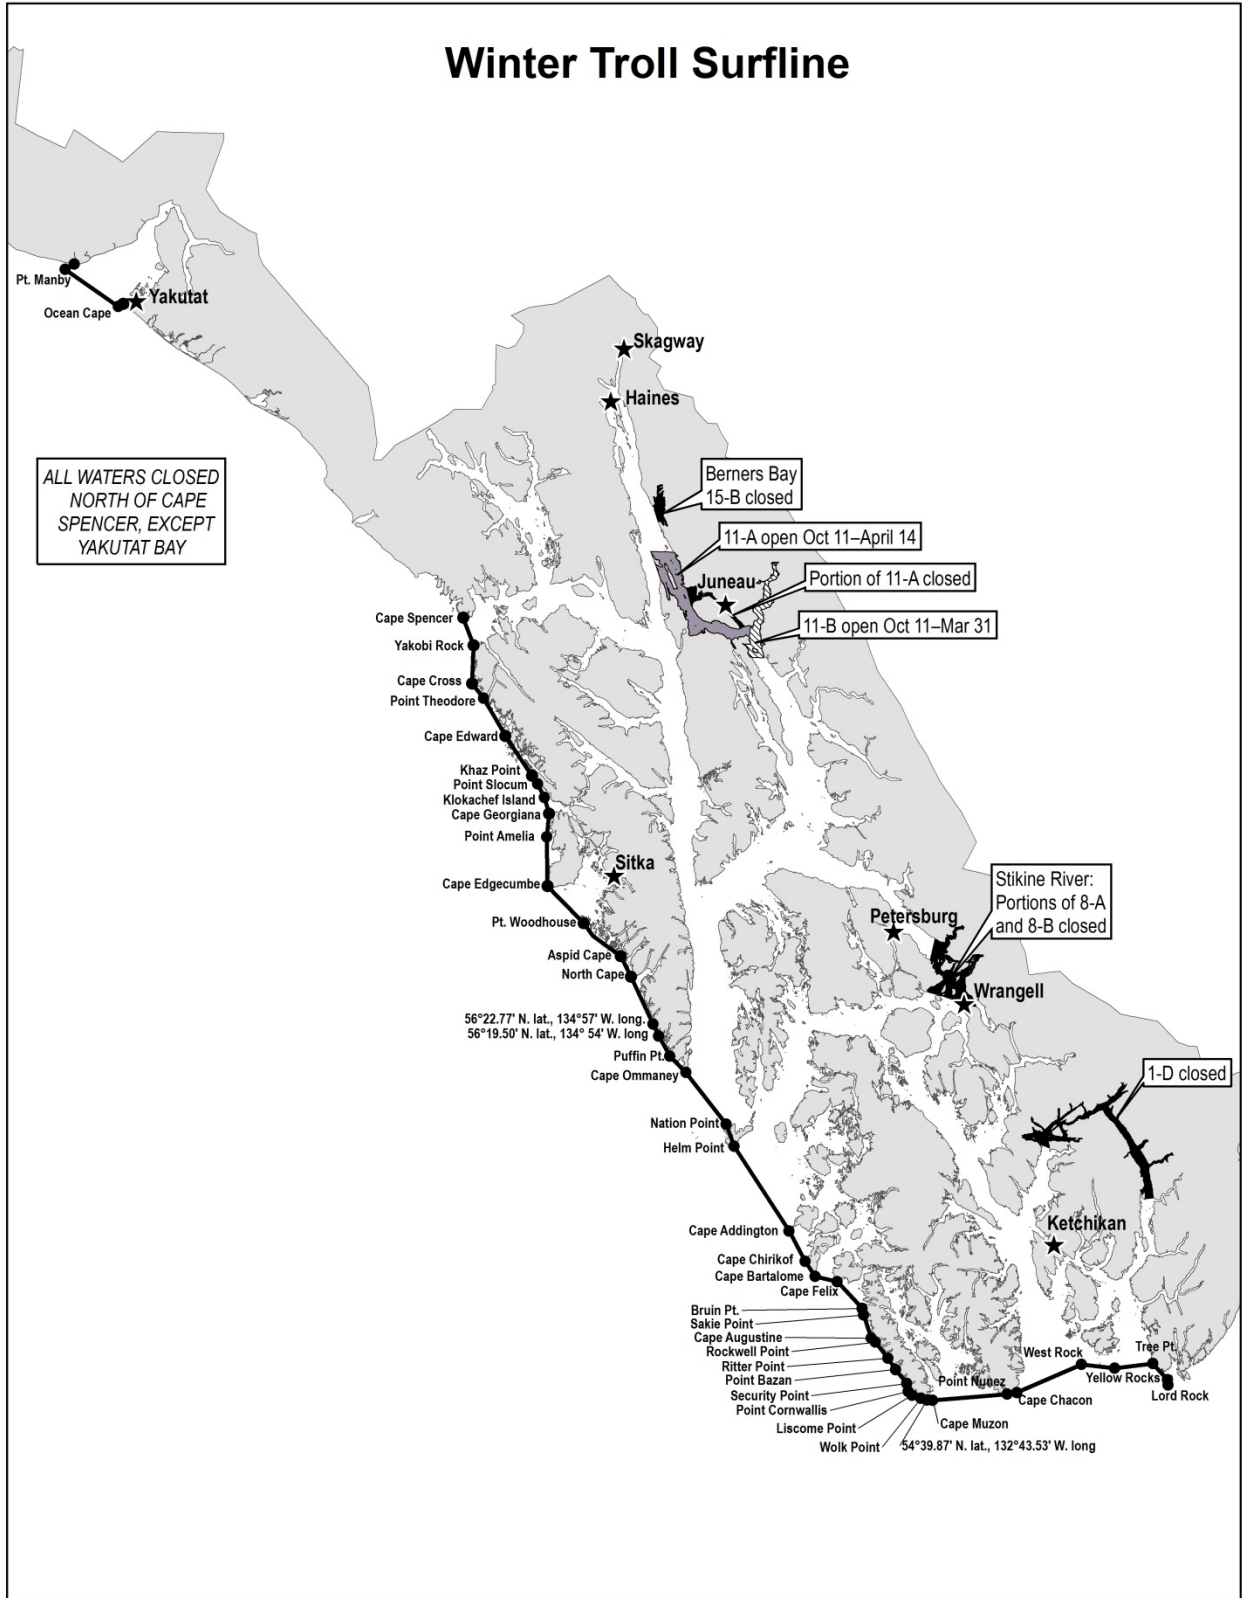 Winter Troll Surfline
Pt. Manby
Yakutat
Ocean Cape
Skagway
Haines
ALL WATERS CLOSED
NORTH OF CAPE
SPENCER, EXCEPT
YAKUTAT BAY
Berners Bay
15-B closed
11-A open Oct 11–April 14
Juneau
Portion of 11-A closed
11-B open Oct 11–Mar 31
Cape Spencer
Yakobi Rock
Cape Cross
Point Theodore
Cape Edward
Khaz Point
Point Slocum
Klokachef Island
Cape Georgiana
Point Amelia
Sitka
Cape Edgecumbe
Stikine River:
Portions of 8-A
and 8-B closed
Petersburg
Pt. Woodhouse
Aspid Cape
North Cape
Wrangell
56°22.77' N. lat., 134°57' W. long.
56°19.50' N. lat., 134° 54' W. long
Puffin Pt.
Cape Ommaney
1-D closed
Nation Point
Helm Point
Ketchikan
Cape Addington
Cape Chirikof
Cape Bartalome
Cape Felix
Bruin Pt.
Sakie Point
Cape Augustine
Rockwell Point
Ritter Point
Point Bazan
Security Point
Point Cornwallis
Liscome Point
Wolk Point
54°39.87' N. lat., 132°43.53' W. long
Cape Muzon
Point Nunez
Cape Chacon
West Rock
Yellow Rocks
Tree Pt.
Lord Rock